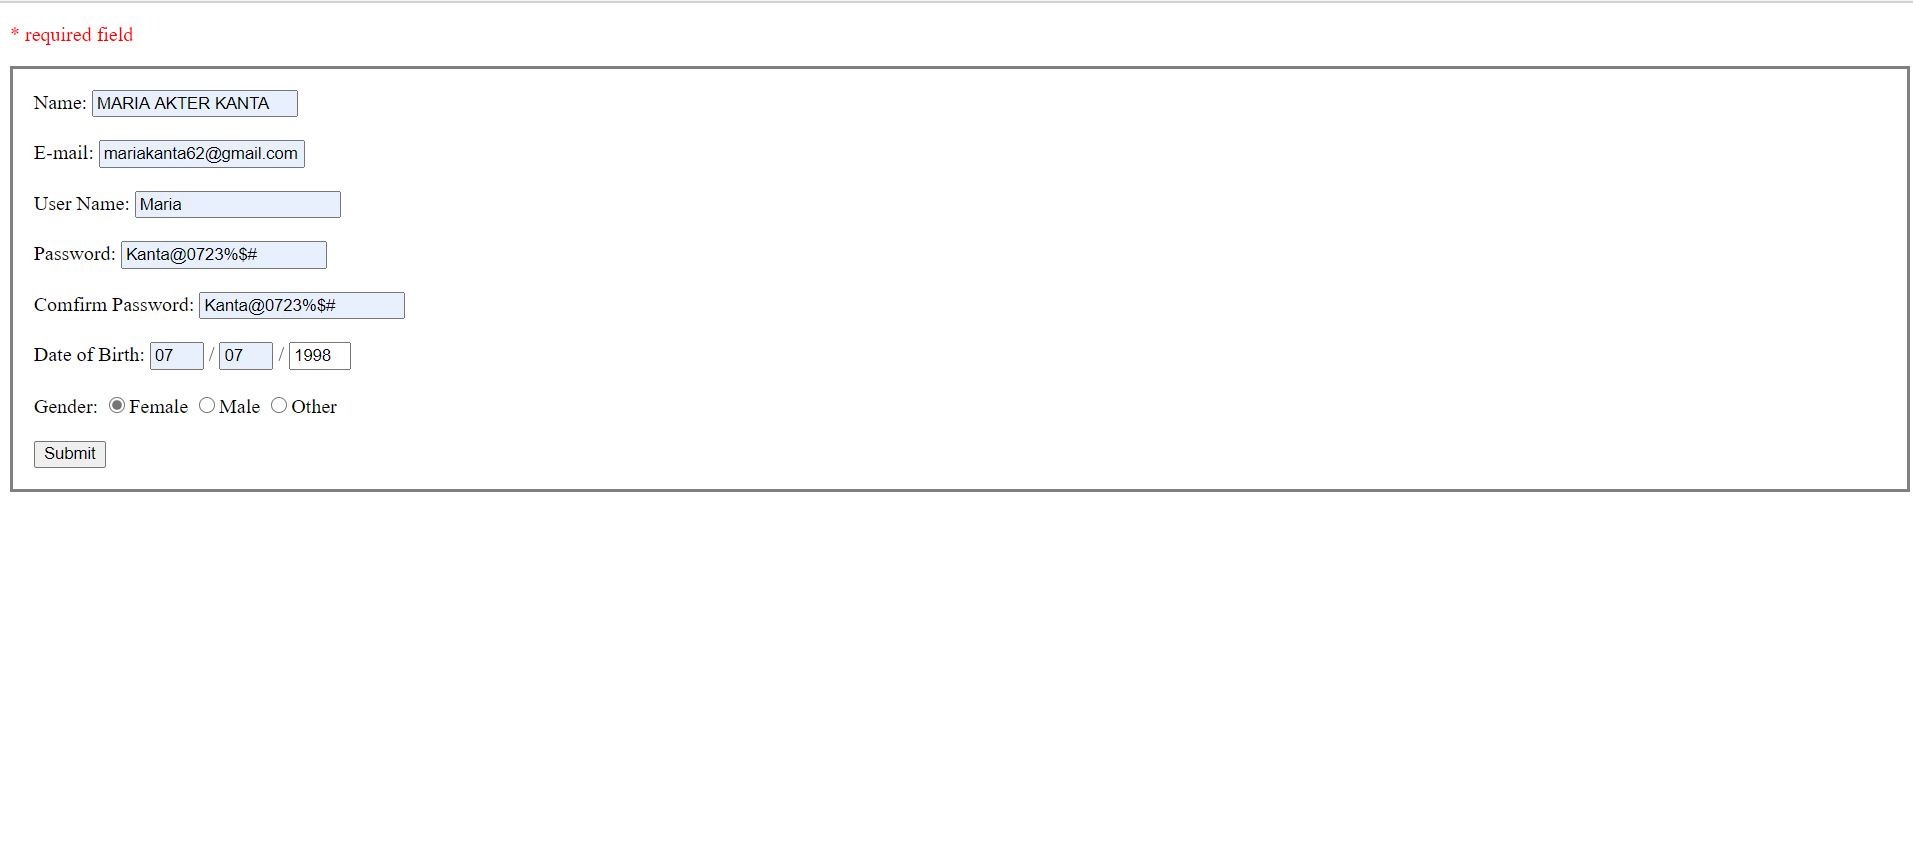 * required field
Name: MARIA AKTER KANTA
E-mail: mariakanta62@gmail.com
User Name: Maria
Password: Kanta@0723%$#
Comfirm Password: Kanta@0723%$#
Date of Birth: 07 / 07 / 1998
Gender: Female Male Other
Submit